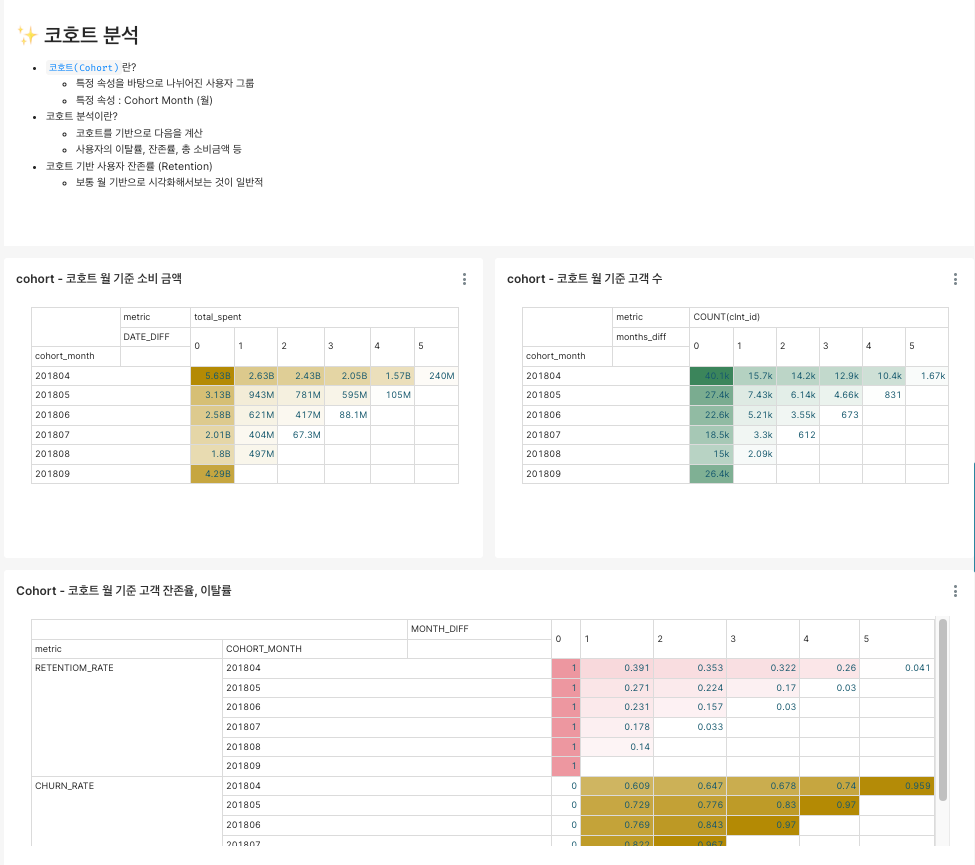 ✨ 코호트 분석
코호트(Cohort) 란?
특정 속성을 바탕으로 나뉘어진 사용자 그룹
특정 속성 : Cohort Month (월)
코호트 분석이란?
코호트를 기반으로 다음을 계산
사용자의 이탈률, 잔존률, 총 소비금액 등
코호트 기반 사용자 잔존률 (Retention)
보통 월 기반으로 시각화해서보는 것이 일반적
cohort - 코호트 월 기준 소비 금액
metric total_spent
DATE_DIFF 0 1 2 3 4 5
cohort_month
201804 5.63B 2.63B 2.43B 2.05B 1.57B 240M
201805 3.13B 943M 781M 595M 105M
201806 2.58B 621M 417M 88.1M
201807 2.01B 404M 67.3M
201808 1.8B 497M
201809 4.29B
cohort - 코호트 월 기준 고객 수
metric COUNT(clnt_id)
months_diff 0 1 2 3 4 5
cohort_month
201804 40.1k 15.7k 14.2k 12.9k 10.4k 1.67k
201805 27.4k 7.43k 6.14k 4.66k 831
201806 22.6k 5.21k 3.55k 673
201807 18.5k 3.3k 612
201808 15k 2.09k
201809 26.4k
Cohort - 코호트 월 기준 고객 잔존율, 이탈률
MONTH_DIFF 0 1 2 3 4 5
metric COHORT_MONTH
RETENTIOM_RATE 201804 1 0.391 0.353 0.322 0.26 0.041
201805 1 0.271 0.224 0.17 0.03
201806 1 0.231 0.157 0.03
201807 1 0.178 0.033
201808 1 0.14
201809 1
CHURN_RATE 201804 0 0.609 0.647 0.678 0.74 0.959
201805 0 0.729 0.776 0.83 0.97
201806 0 0.769 0.843 0.97
201807 0 0.822 0.967